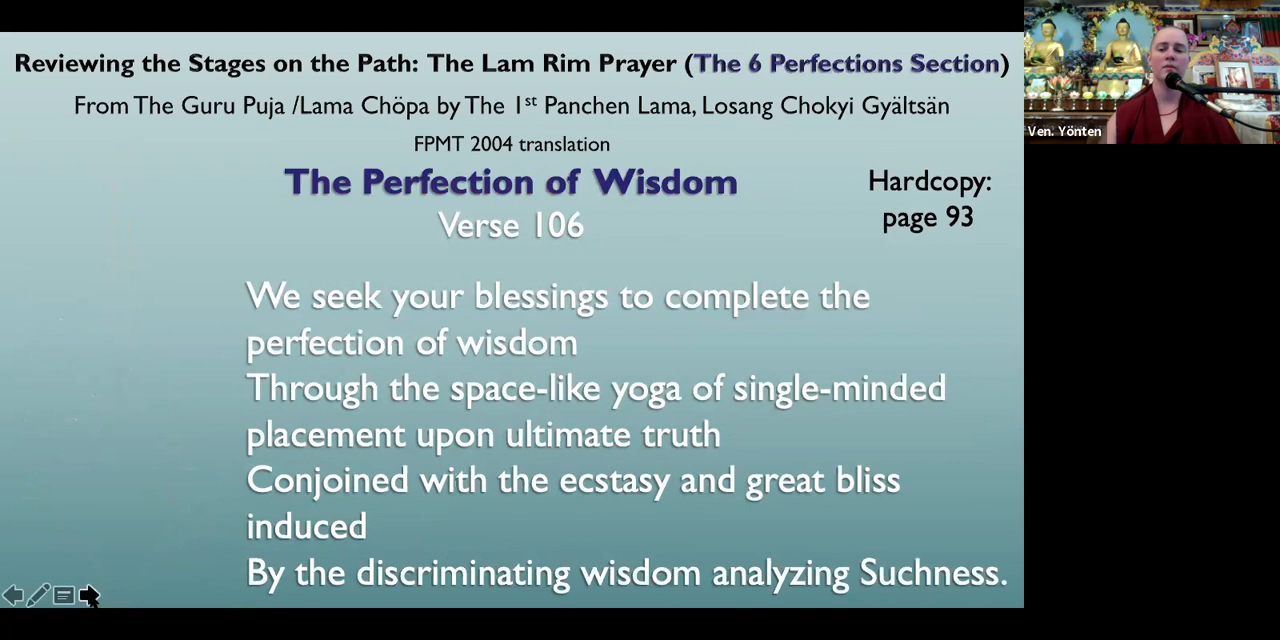 Reviewing the Stages on the Path: The Lam Rim Prayer (The 6 Perfections Section)
From The Guru Puja /Lama Chöpa by The 1st Panchen Lama, Losang Chokyi Gyältsän
FPMT 2004 translation
The Perfection of Wisdom
Verse 106
Hardcopy:
page 93
We seek your blessings to complete the
perfection of wisdom
Through the space-like yoga of single-minded
placement upon ultimate truth
Conjoined with the ecstasy and great bliss
induced
By the discriminating wisdom analyzing Suchness.
Ven. Yönten